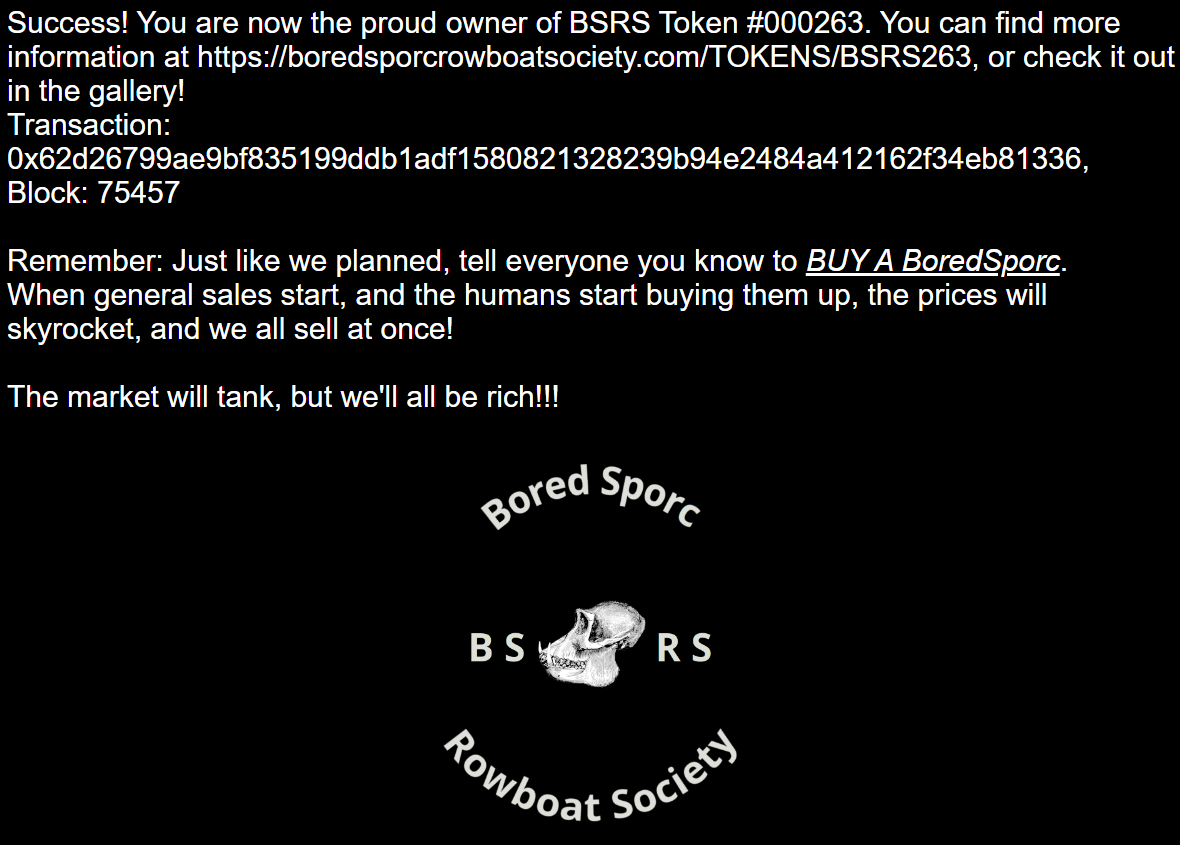 Success! You are now the proud owner of BSRS Token #000263. You can find more
information at https://boredsporcrowboatsociety.com/TOKENS/BSRS263, or check it out
in the gallery!
Transaction:
0x62d26799ae9bf835199ddb1adf1580821328239b94e2484a412162f34eb81336,
Block: 75457
Remember: Just like we planned, tell everyone you know to BUY A BoredSporc.
When general sales start, and the humans start buying them up, the prices will
skyrocket, and we all sell at once!
The market will tank, but we'll all be rich!!!
Bored Sporc
B S R S
Rowboat Society